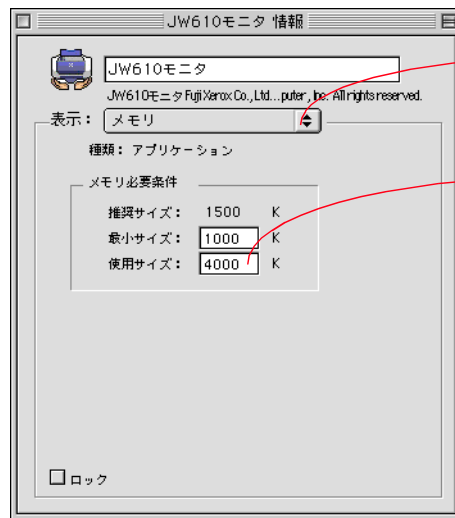 JW610モニタ 情報
JW610モニタ
JW610モニタ FujiXerox Co., Ltd...puter, Inc. All rights reserved.
表示： メモリ
種類： アプリケーション
メモリ必要条件
推奨サイズ： 1500 K
最小サイズ： 1000 K
使用サイズ： 4000 K
ロック